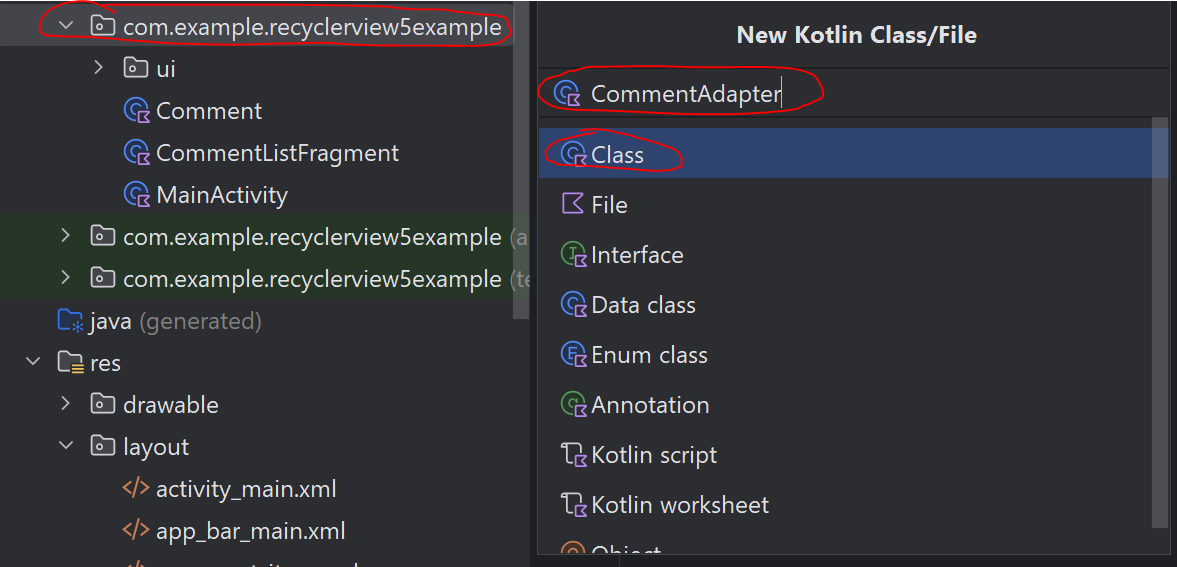 com.example.recyclerview5example
ui
Comment
CommentListFragment
MainActivity
com.example.recyclerview5example (a
com.example.recyclerview5example (te
java (generated)
res
drawable
layout
activity_main.xml
app_bar_main.xml
New Kotlin Class/File
CommentAdapter
Class
File
Interface
Data class
Enum class
Annotation
Kotlin script
Kotlin worksheet
Object